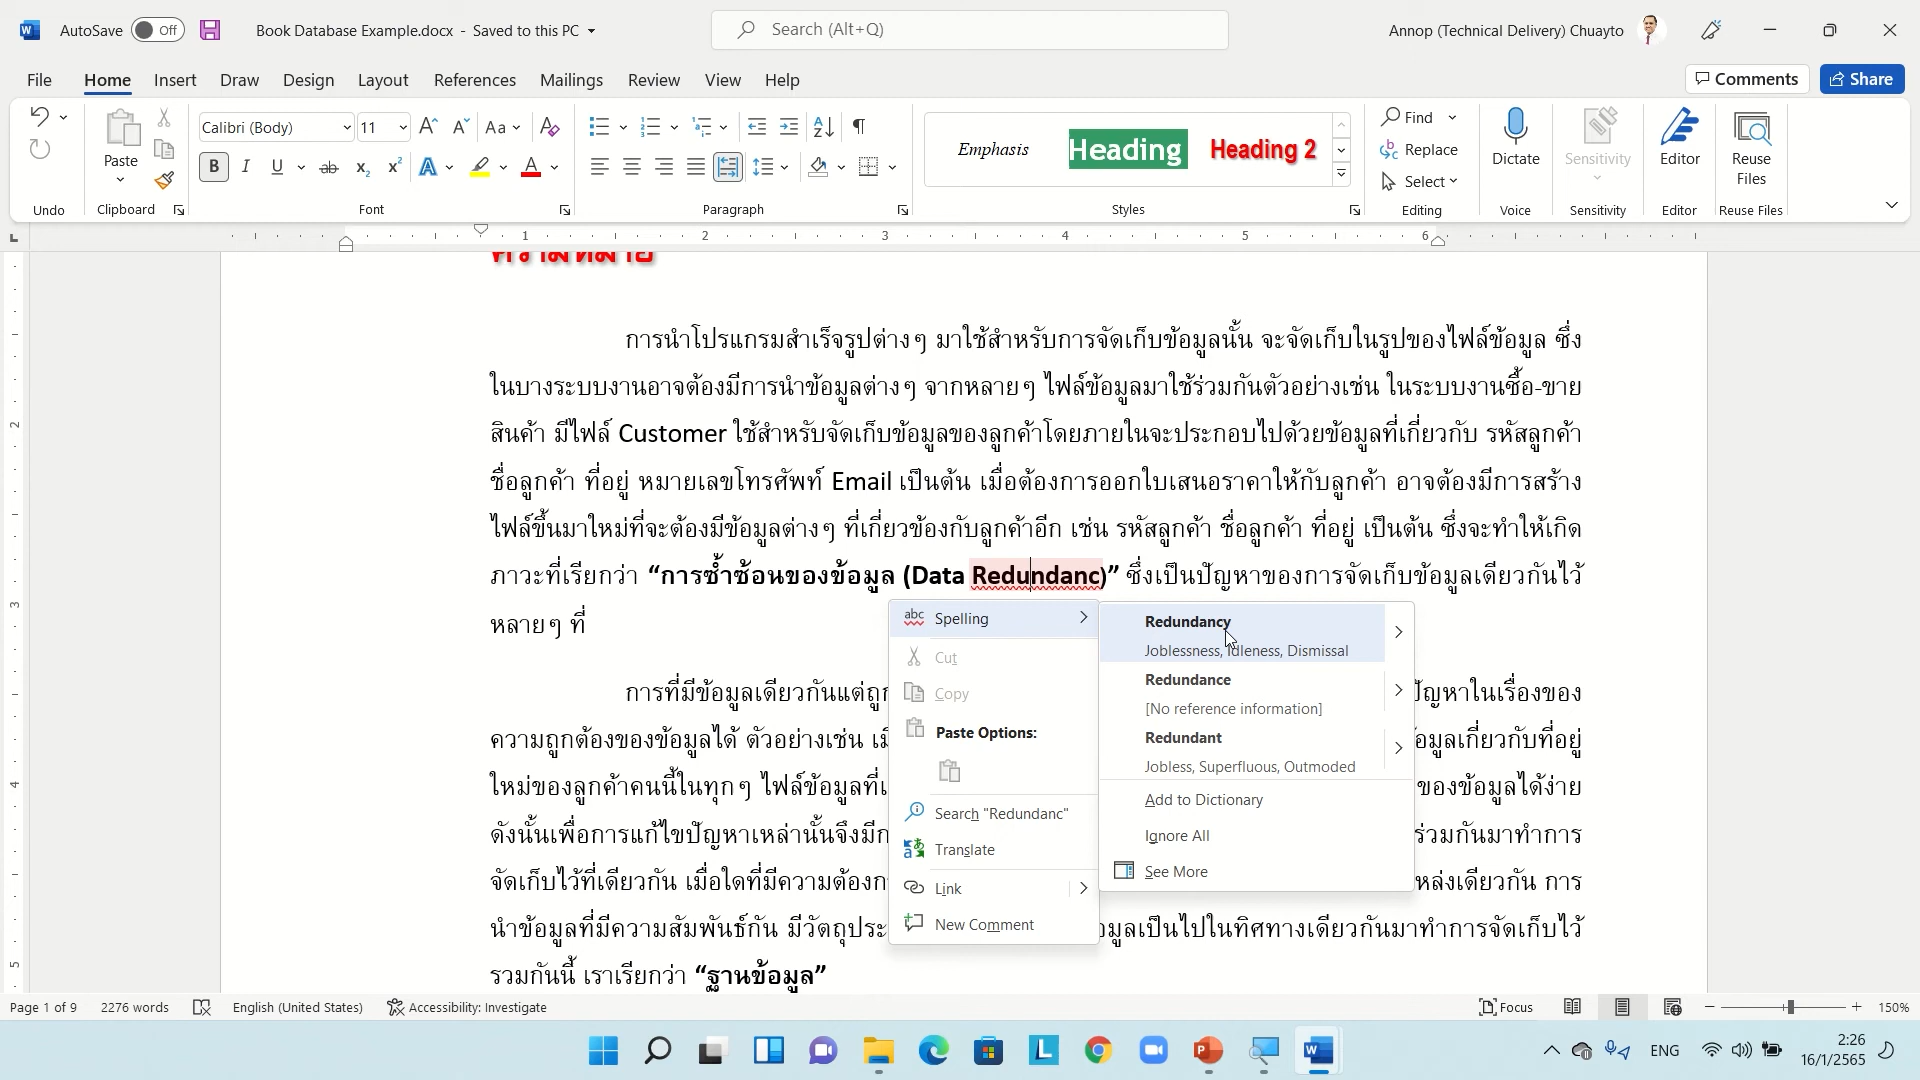 AutoSave Off Book Database Example.docx - Saved to this PC Search (Alt+Q) Annop (Technical Delivery) Chuayto
File Home Insert Draw Design Layout References Mailings Review View Help Comments Share
Calibri (Body) 11 Aa
Paste
B I U ab x₂ x² A A
Emphasis Heading Heading 2
Find
Replace
Select
Dictate Sensitivity Editor Reuse Files
Undo Clipboard Font Paragraph Styles Editing Voice Sensitivity Editor Reuse Files
1 2 3 4 5 6
การนำโปรแกรมสำเร็จรูปต่างๆ มาใช้สำหรับการจัดเก็บข้อมูลนั้น จะจัดเก็บในรูปของไฟล์ข้อมูล ซึ่ง
ในบางระบบงานอาจต้องมีการนำข้อมูลต่างๆ จากหลายๆ ไฟล์ข้อมูลมาใช้ร่วมกันตัวอย่างเช่น ในระบบงานซื้อ-ขาย
สินค้า มีไฟล์ Customer ใช้สำหรับจัดเก็บข้อมูลของลูกค้าโดยภายในจะประกอบไปด้วยข้อมูลที่เกี่ยวกับ รหัสลูกค้า
ชื่อลูกค้า ที่อยู่ หมายเลขโทรศัพท์ Email เป็นต้น เมื่อต้องการออกใบเสนอราคาให้กับลูกค้า อาจต้องมีการสร้าง
ไฟล์ขึ้นมาใหม่ที่จะต้องมีข้อมูลต่างๆ ที่เกี่ยวข้องกับลูกค้าอีก เช่น รหัสลูกค้า ชื่อลูกค้า ที่อยู่ เป็นต้น ซึ่งจะทำให้เกิด
ภาวะที่เรียกว่า “การซ้ำซ้อนของข้อมูล (Data Redundanc)” ซึ่งเป็นปัญหาของการจัดเก็บข้อมูลเดียวกันไว้
หลายๆ ที่
การที่มีข้อมูลเดียวกันแต่ถูก ปัญหาในเรื่องของ
ความถูกต้องของข้อมูลได้ ตัวอย่างเช่น อมูลเกี่ยวกับที่อยู่
ใหม่ของลูกค้าคนนี้ในทุกๆ ไฟล์ข้อมูลที่ ของข้อมูลได้ง่าย
ดังนั้นเพื่อการแก้ไขปัญหาเหล่านั้นจึงมี ร่วมกันมาทำการ
จัดเก็บไว้ที่เดียวกัน เมื่อใดที่มีความต้อง หล่งเดียวกัน การ
นำข้อมูลที่มีความสัมพันธ์กัน มีวัตถุประ อมูลเป็นไปในทิศทางเดียวกันมาทำการจัดเก็บไว้
รวมกันนี้ เราเรียกว่า “ฐานข้อมูล”
abc Spelling
Cut
Copy
Paste Options:
Search "Redundanc"
Translate
Link
New Comment
Redundancy
Joblessness, Idleness, Dismissal
Redundance
[No reference information]
Redundant
Jobless, Superfluous, Outmoded
Add to Dictionary
Ignore All
See More
2
3
4
5
Page 1 of 9 2276 words English (United States) Accessibility: Investigate Focus 150%
ENG 2:26
16/1/2565